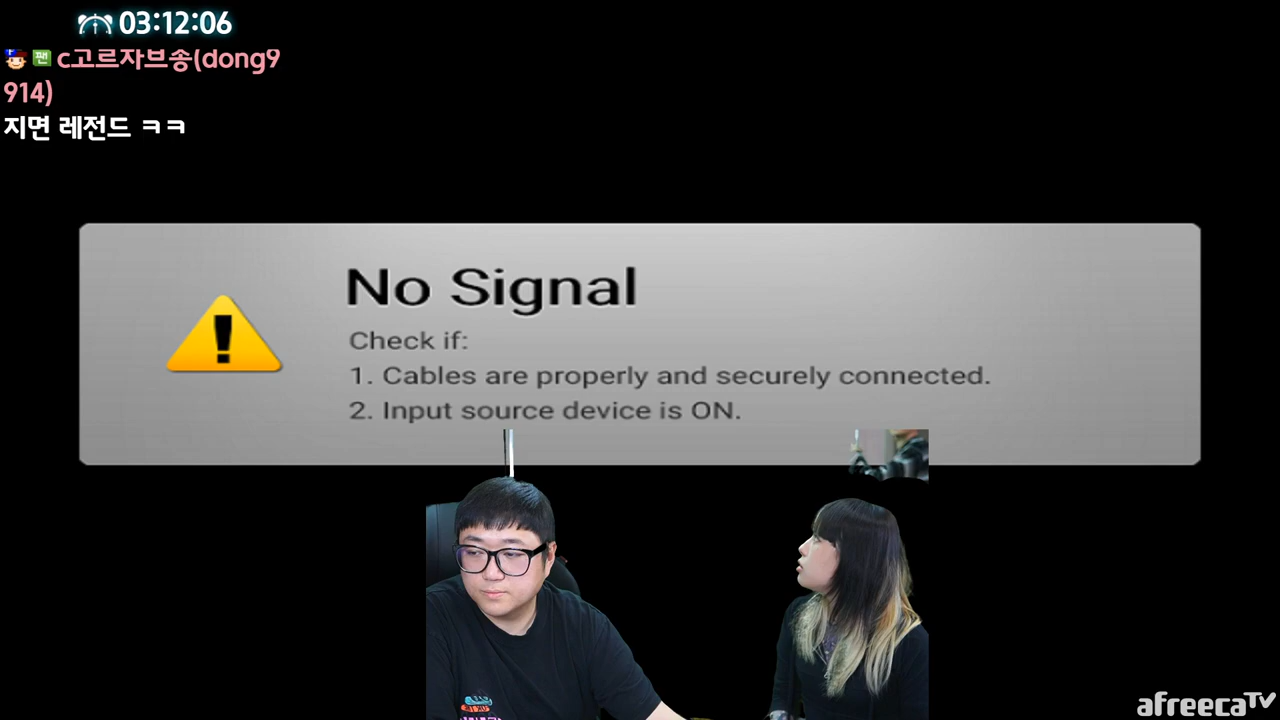 03:12:06
팬 c고르자브송(dong9
914)
지면 레전드 ㅋㅋ
No Signal
Check if:
1. Cables are properly and securely connected.
2. Input source device is ON.
afreecaTV